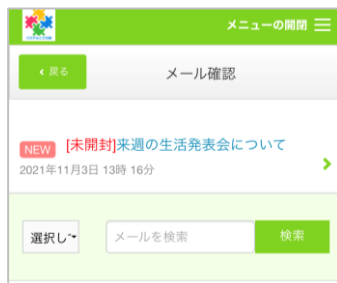 メニューの開閉
戻る
メール確認
NEW [未開封]来週の生活発表会について
2021年11月3日 13時 16分
選択し
メールを検索
検索